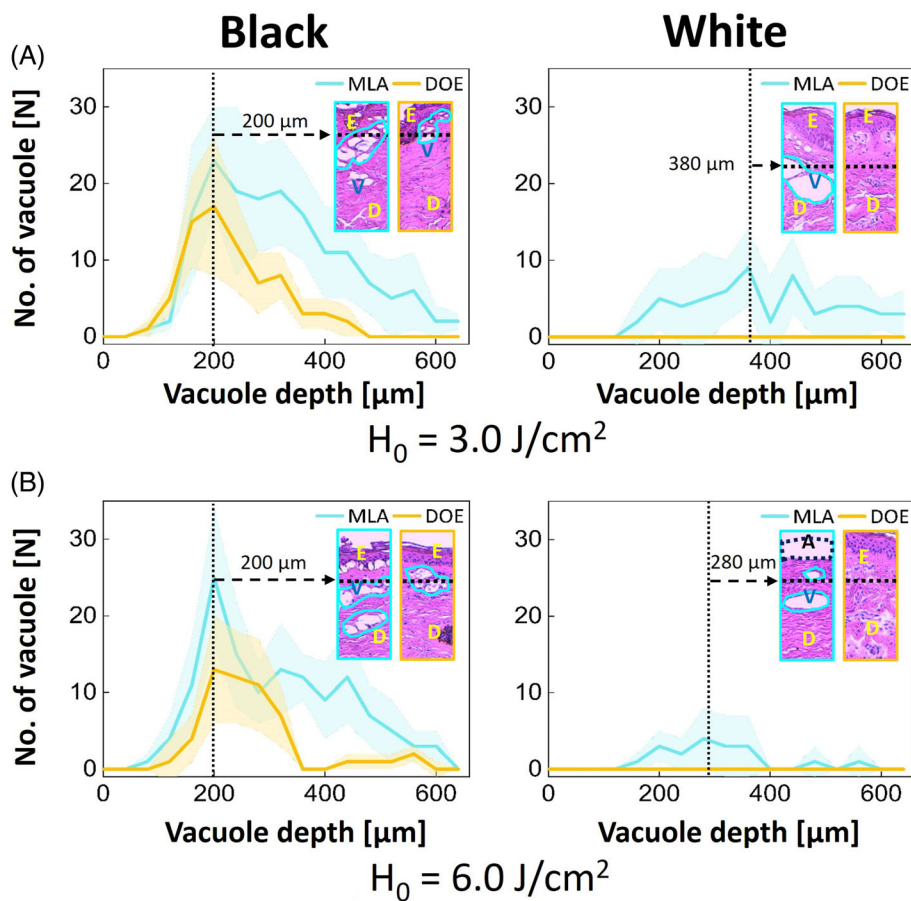 Black White
(A)
No. of vacuole [N]
30
20
10
0
MLA DOE
200 µm
E
E
V
V
D
D
0 200 400 600
Vacuole depth [µm]
MLA DOE
30
20
10
0
380 µm
E
E
V
D
D
0 200 400 600
Vacuole depth [µm]
H0 = 3.0 J/cm²
(B)
No. of vacuole [N]
30
20
10
0
MLA DOE
200 µm
E
E
V
D
D
0 200 400 600
Vacuole depth [µm]
MLA DOE
30
20
10
0
280 µm
A
E
V
D
D
0 200 400 600
Vacuole depth [µm]
H0 = 6.0 J/cm²